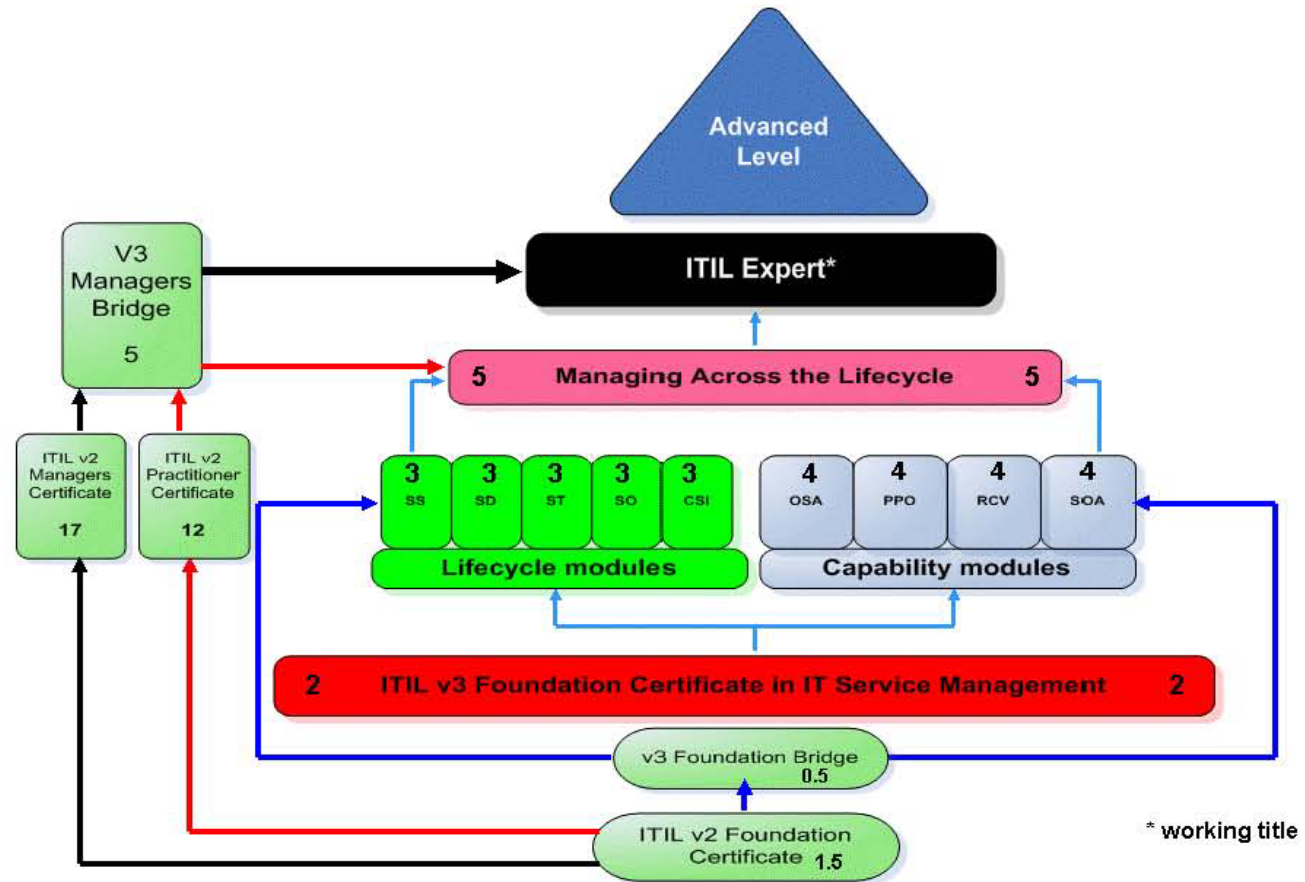 Advanced
Level
ITIL Expert*
V3
Managers
Bridge
5
5 Managing Across the Lifecycle 5
ITIL v2
Managers
Certificate
17
ITIL v2
Practitioner
Certificate
12
3 3 3 3 3
SS SD ST SO CSI
Lifecycle modules
4 4 4 4
OSA PPO RCV SOA
Capability modules
2 ITIL v3 Foundation Certificate in IT Service Management 2
v3 Foundation Bridge
0.5
ITIL v2 Foundation
Certificate 1.5
* working title